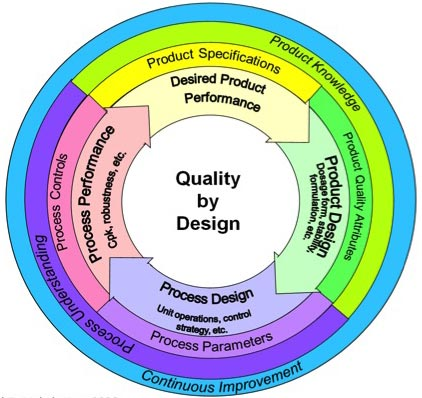 Product Knowledge
Product Specifications
Desired Product
Performance
Product Quality Attributes
Product Design
Dosage form, stability,
formulation, etc.
Quality
by
Design
Process Controls
Process Performance
Cpk, robustness, etc.
Process Design
Unit operations, control
strategy, etc.
Process Parameters
Process Understanding
Continuous Improvement